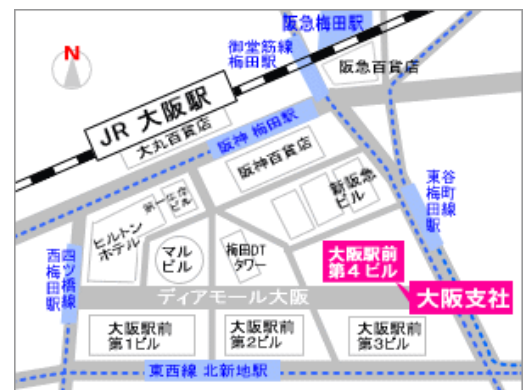 阪急梅田駅
御堂筋線
梅田駅
N
阪急百貨店
JR 大阪駅
大丸百貨店
阪神 梅田駅
阪神百貨店
新阪急
ビル
第一生命
ビル
ヒルトン
ホテル
マル
ビル
梅田DT
タワー
東梅田駅
谷町線
大阪駅前
第4ビル
大阪支社
西梅田駅
四ツ橋線
ディアモール大阪
大阪駅前
第1ビル
大阪駅前
第2ビル
大阪駅前
第3ビル
東西線 北新地駅